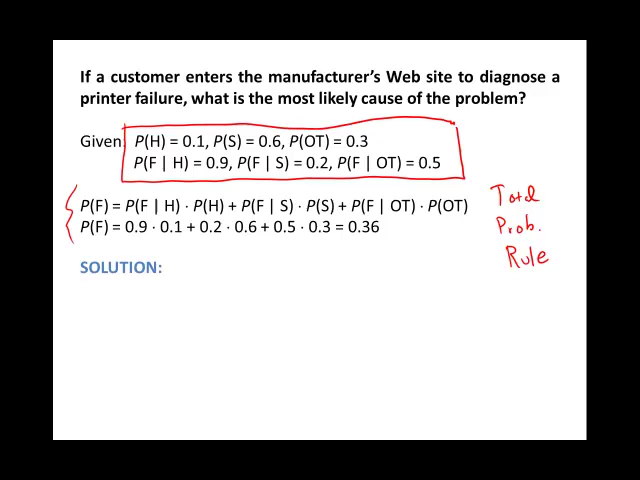 If a customer enters the manufacturer's Web site to diagnose a
printer failure, what is the most likely cause of the problem?
Given: P(H) = 0.1, P(S) = 0.6, P(OT) = 0.3
P(F | H) = 0.9, P(F | S) = 0.2, P(F | OT) = 0.5
P(F) = P(F | H) · P(H) + P(F | S) · P(S) + P(F | OT) · P(OT)
P(F) = 0.9 · 0.1 + 0.2 · 0.6 + 0.5 · 0.3 = 0.36
Total
Prob.
Rule
SOLUTION: